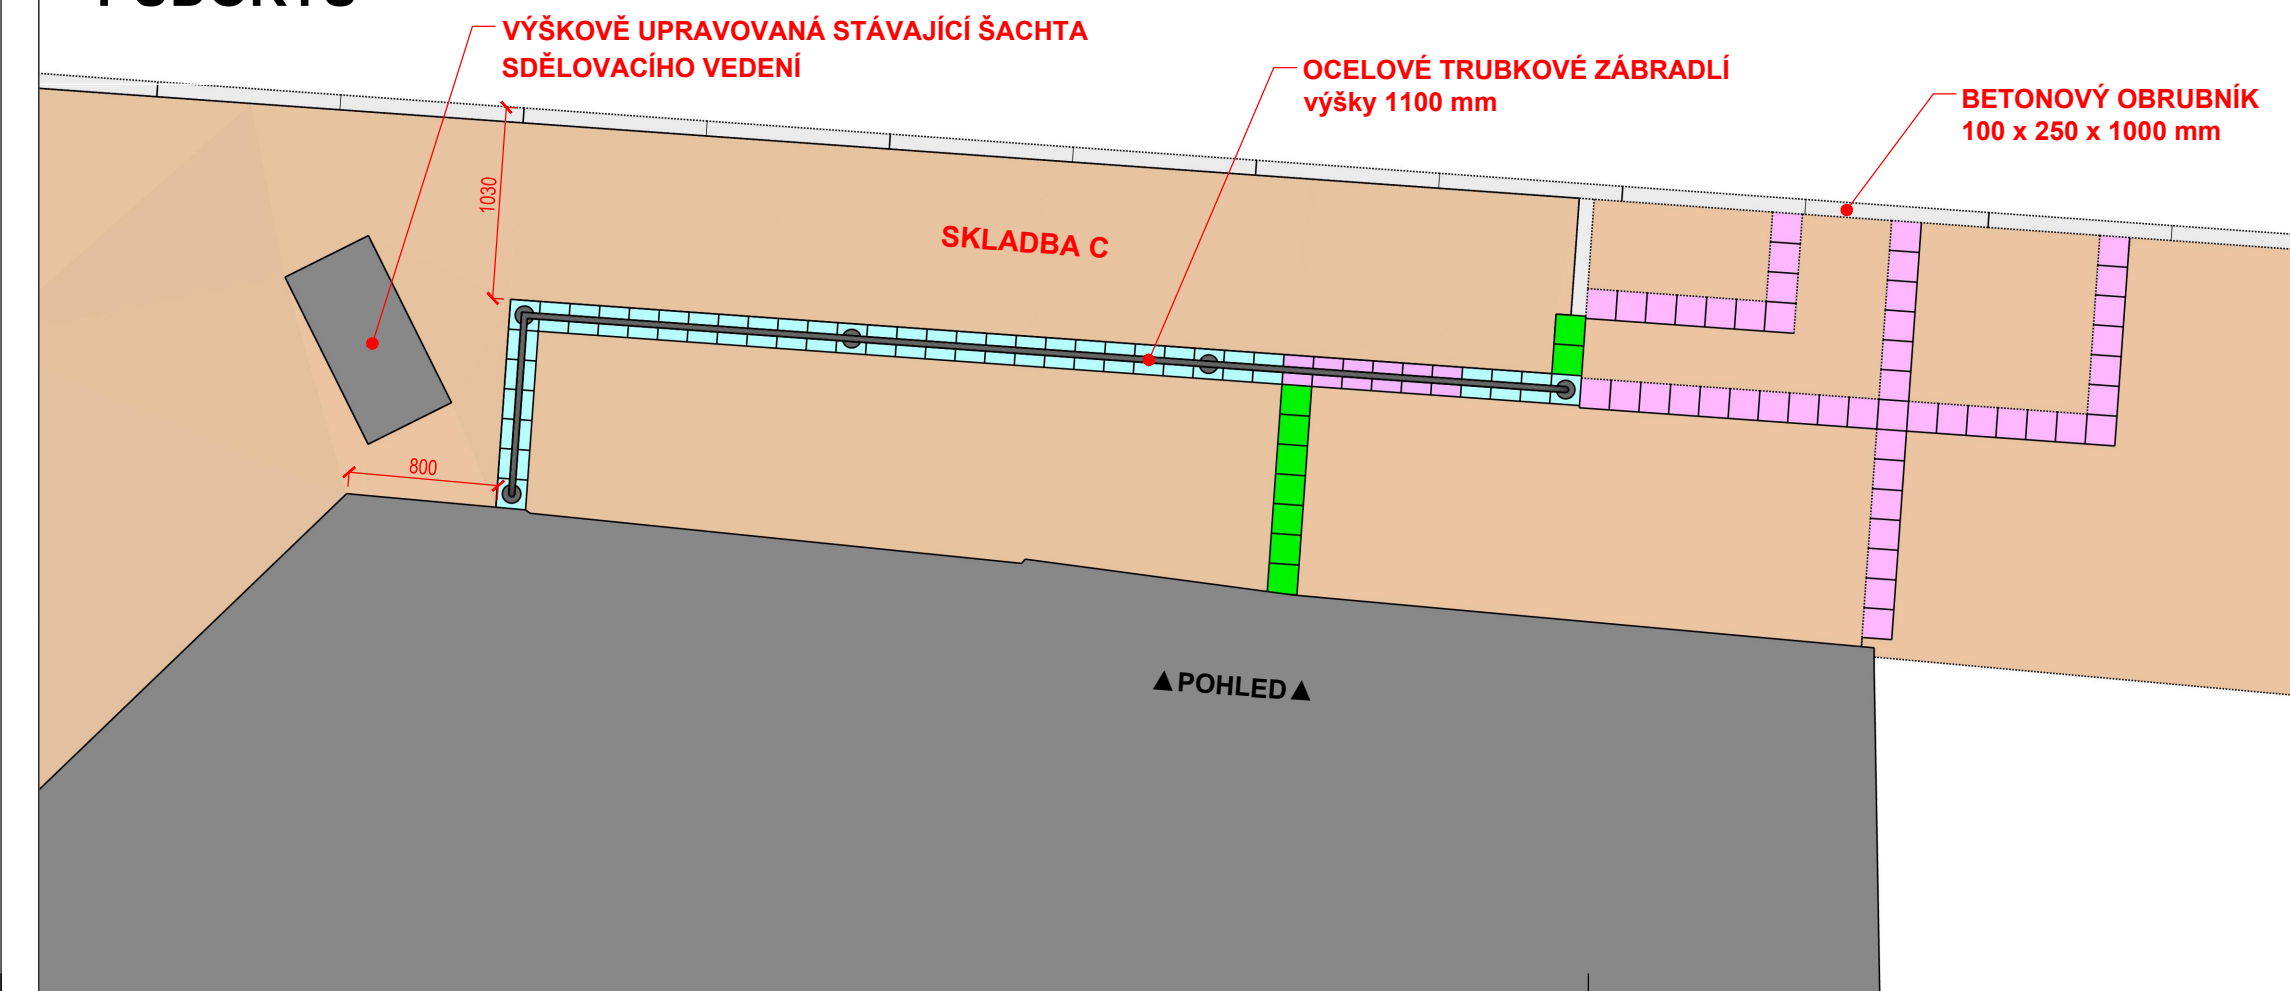 VÝŠKOVĚ UPRAVOVANÁ STÁVAJÍCÍ ŠACHTA
SDĚLOVACÍHO VEDENÍ
OCELOVÉ TRUBKOVÉ ZÁBRADLÍ
výšky 1100 mm
BETONOVÝ OBRUBNÍK
100 x 250 x 1000 mm
1030
SKLADBA C
800
▲POHLED▲